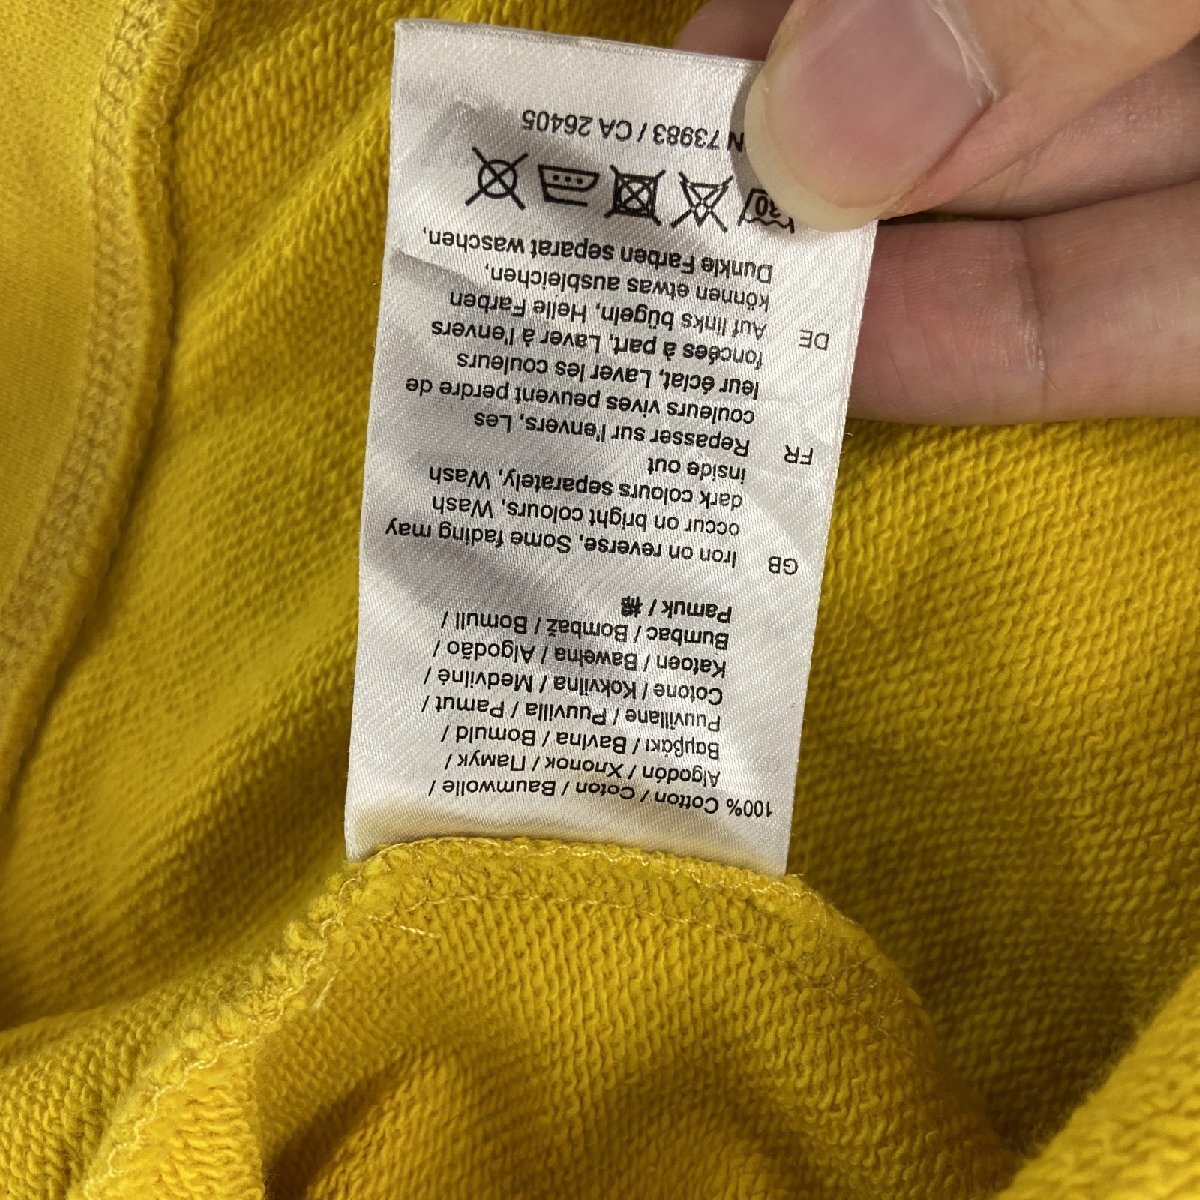 100% Cotton / Coton / Baumwolle /
Algodón / Хлопок / Памук /
Βαμβακι / Bavlna / Bomuld /
Puuvillane / Puuvilla / Pamut /
Cotone / Kokvilna / Medvilnė /
Katoen / Bawełna / Algodão /
Bumbac / Bombaž / Bomull /
Pamuk / 棉
GB Iron on reverse, Some fading may
occur on bright colours, Wash
dark colours separately, Wash
inside out
FR Repasser sur l'envers, Les
couleurs vives peuvent perdre de
leur éclat, Laver les couleurs
foncées à part, Laver à l'envers
DE Auf links bügeln, Helle Farben
können etwas ausbleichen,
Dunkle Farben separat waschen,
30
N 73983 / CA 26405